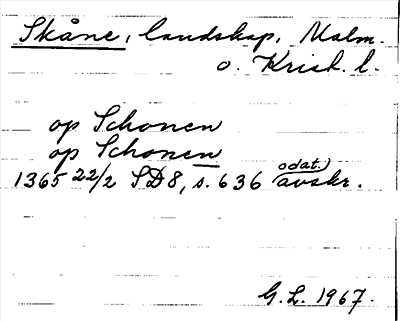 Skåne, landskap, Malm.
o. Krist. l.
op Schonen
op Schonen
1365 22/2 SD8, s. 636 odat. avskr.
G.L. 1967.